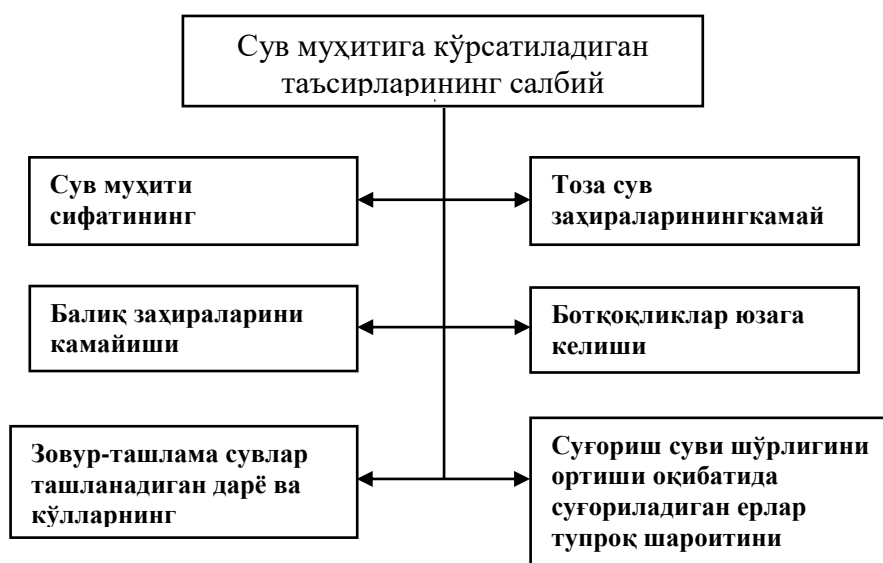 Сув муҳитига кўрсатиладиган
таъсирларининг салбий
Сув муҳити
сифатининг
Тоза сув
заҳираларинингкамай
Балиқ заҳираларини
камайиши
Ботқоқликлар юзага
келиши
Зовур-ташлама сувлар
ташланадиган дарё ва
кўлларнинг
Суғориш суви шўрлигини
ортиши оқибатида
суғориладиган ерлар
тупроқ шароитини